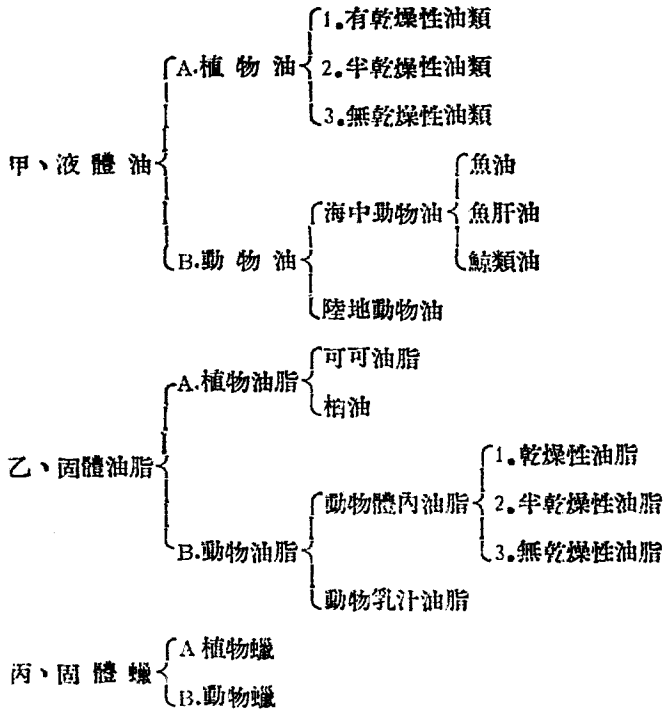 甲、液體油
A.植物油
1.有乾燥性油類
2.半乾燥性油類
3.無乾燥性油類
B.動物油
海中動物油
魚油
魚肝油
鯨類油
陸地動物油
乙、固體油脂
A.植物油脂
可可油脂
桕油
B.動物油脂
動物體內油脂
1.乾燥性油脂
2.半乾燥性油脂
3.無乾燥性油脂
動物乳汁油脂
丙、固體蠟
A植物蠟
B.動物蠟